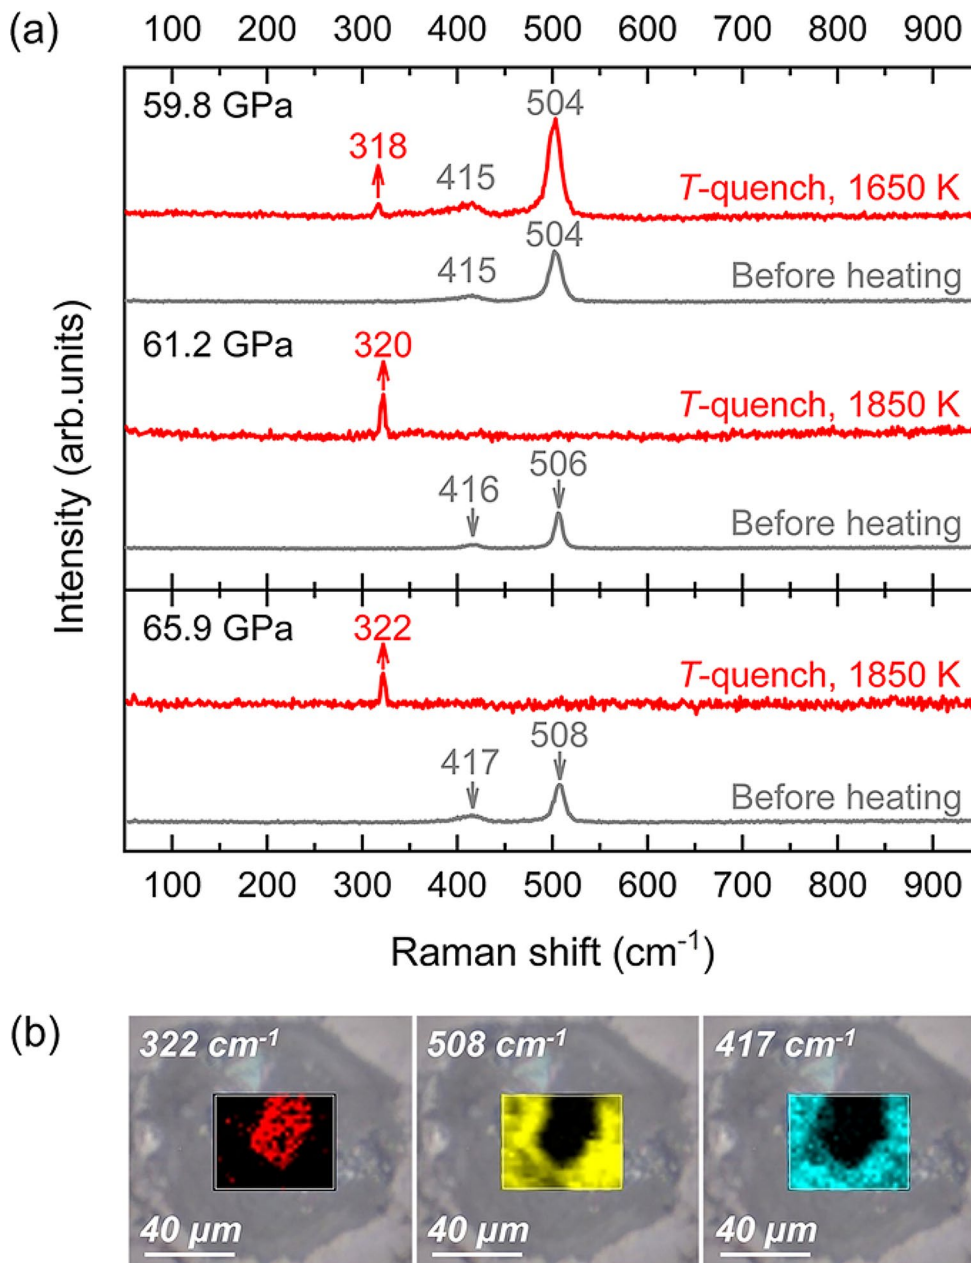 (a)
100 200 300 400 500 600 700 800 900
59.8 GPa
504
318
415
T-quench, 1650 K
504
415
Before heating
61.2 GPa
320
T-quench, 1850 K
506
416
Before heating
65.9 GPa
322
T-quench, 1850 K
508
417
Before heating
Intensity (arb.units)
100 200 300 400 500 600 700 800 900
Raman shift (cm-1)
(b)
322 cm-1
508 cm-1
417 cm-1
40 µm
40 µm
40 µm